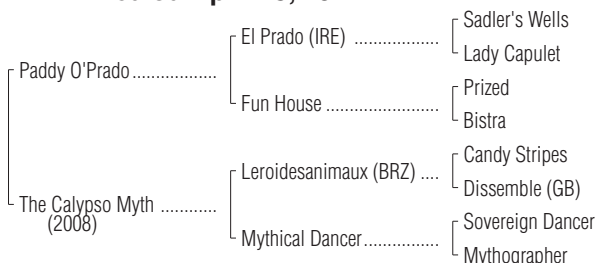 Sadler's Wells
El Prado (IRE) ...................
Lady Capulet
Paddy O'Prado ..................
Prized
Fun House .........................
Bistra
Candy Stripes
Leroidesanimaux (BRZ) ....
Dissemble (GB)
The Calypso Myth ............
(2008)
Sovereign Dancer
Mythical Dancer.................
Mythographer